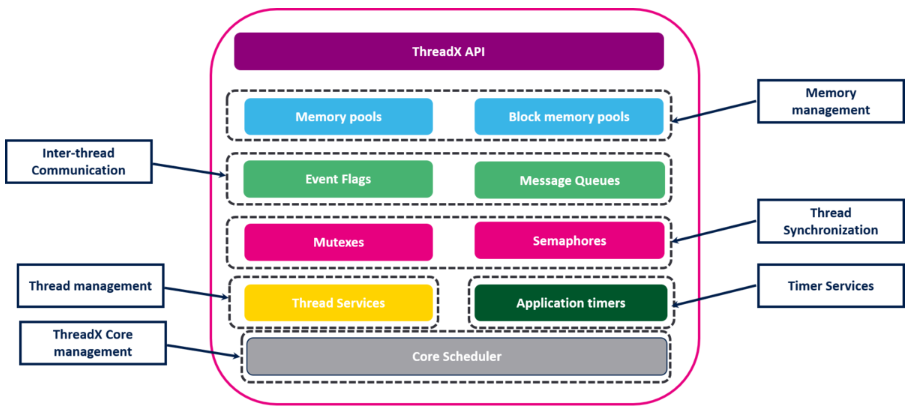 ThreadX API
Memory pools
Block memory pools
Memory
management
Inter-thread
Communication
Event Flags
Message Queues
Mutexes
Semaphores
Thread
Synchronization
Thread management
Thread Services
Application timers
Timer Services
ThreadX Core
management
Core Scheduler